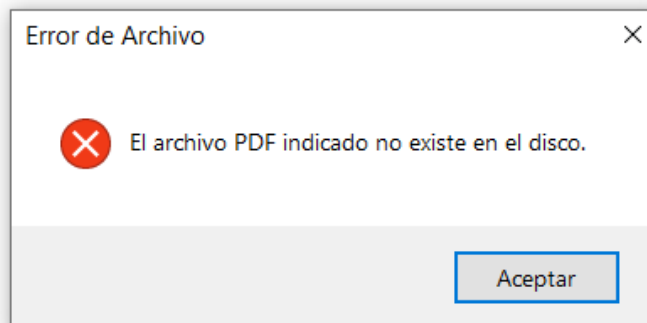 Error de Archivo
El archivo PDF indicado no existe en el disco.
Aceptar